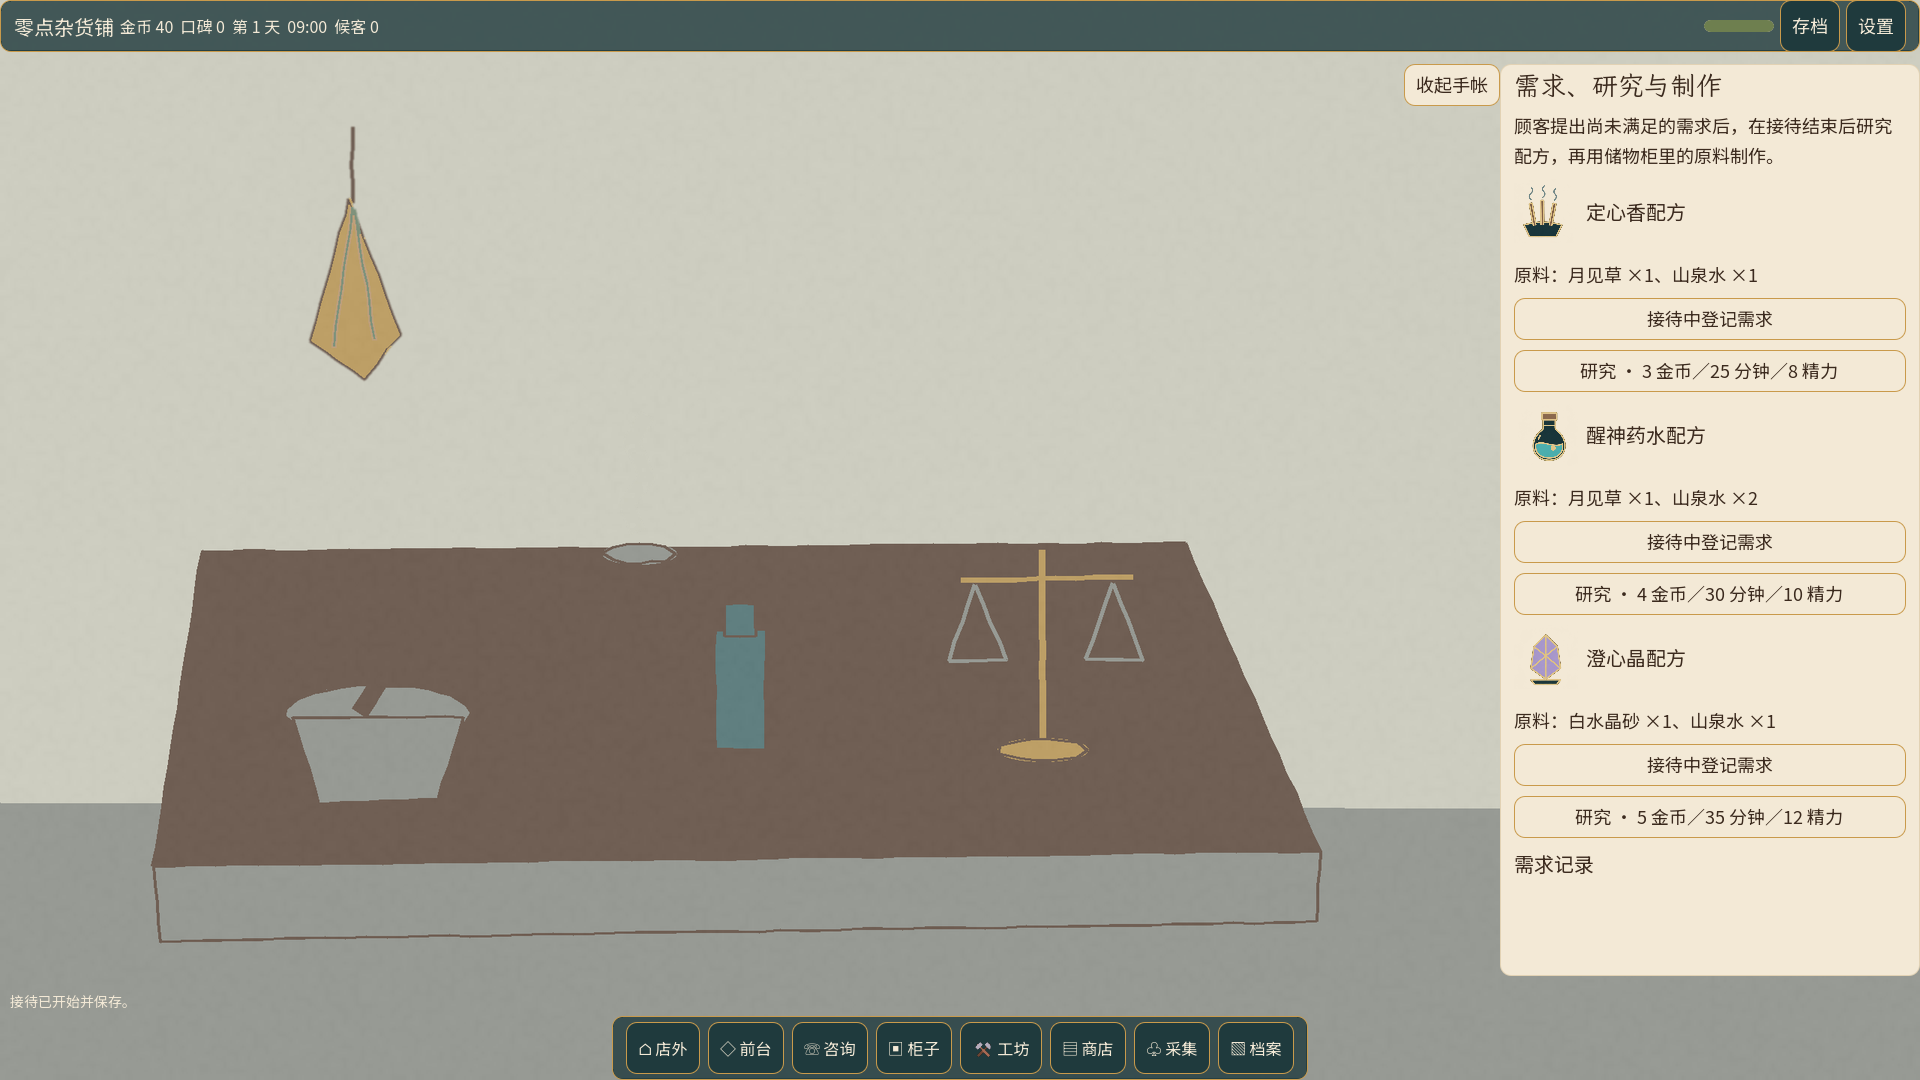 零点杂货铺 金币 40 口碑 0 第 1 天 09:00 候客 0
存档
设置
收起手帐
需求、研究与制作
顾客提出尚未满足的需求后，在接待结束后研究
配方，再用储物柜里的原料制作。
定心香配方
原料：月见草 ×1、山泉水 ×1
接待中登记需求
研究 · 3 金币／25 分钟／8 精力
醒神药水配方
原料：月见草 ×1、山泉水 ×2
接待中登记需求
研究 · 4 金币／30 分钟／10 精力
澄心晶配方
原料：白水晶砂 ×1、山泉水 ×1
接待中登记需求
研究 · 5 金币／35 分钟／12 精力
需求记录
接待已开始并保存。
店外
前台
咨询
柜子
工坊
商店
采集
档案